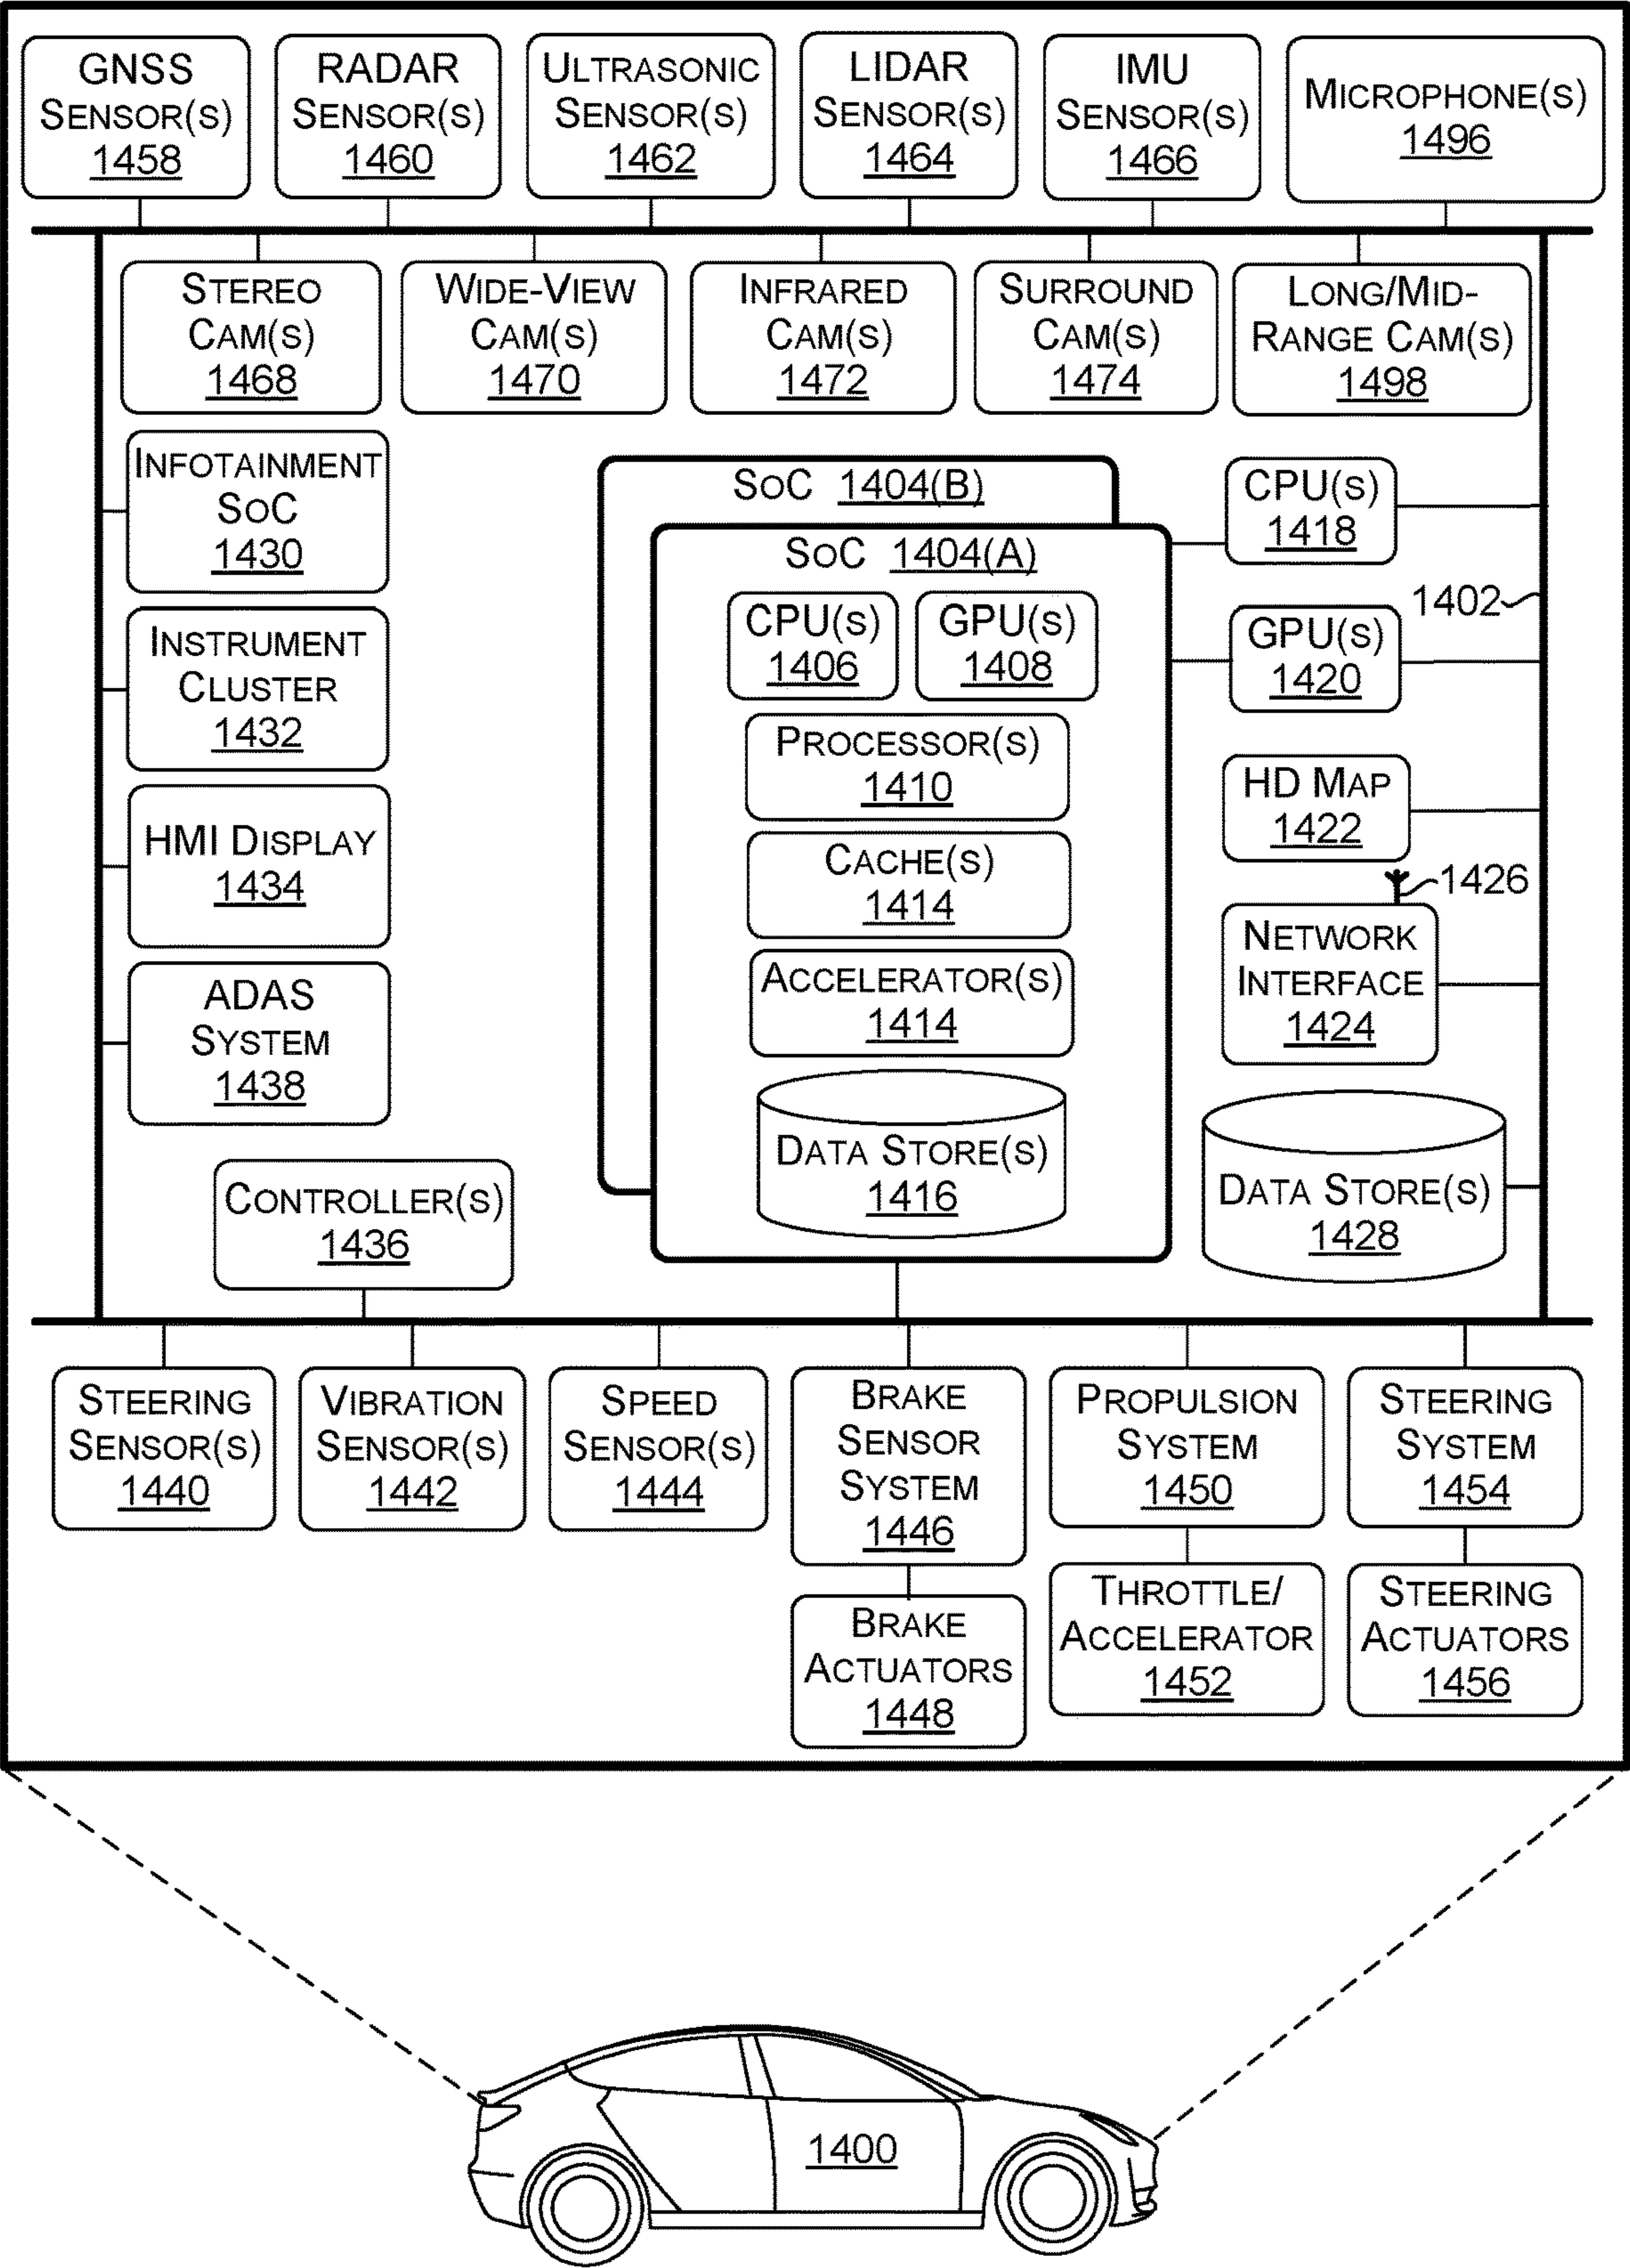 GNSS
SENSOR(S)
1458
RADAR
SENSOR(S)
1460
ULTRASONIC
SENSOR(S)
1462
LIDAR
SENSOR(S)
1464
IMU
SENSOR(S)
1466
MICROPHONE(S)
1496
STEREO
CAM(S)
1468
WIDE-VIEW
CAM(S)
1470
INFRARED
CAM(S)
1472
SURROUND
CAM(S)
1474
LONG/MID-
RANGE CAM(S)
1498
INFOTAINMENT
SOC
1430
INSTRUMENT
CLUSTER
1432
HMI DISPLAY
1434
ADAS
SYSTEM
1438
CONTROLLER(S)
1436
SOC 1404(B)
SOC 1404(A)
CPU(S)
1406
GPU(S)
1408
PROCESSOR(S)
1410
CACHE(S)
1414
ACCELERATOR(S)
1414
DATA STORE(S)
1416
CPU(S)
1418
1402
GPU(S)
1420
HD MAP
1422
1426
NETWORK
INTERFACE
1424
DATA STORE(S)
1428
STEERING
SENSOR(S)
1440
VIBRATION
SENSOR(S)
1442
SPEED
SENSOR(S)
1444
BRAKE
SENSOR
SYSTEM
1446
PROPULSION
SYSTEM
1450
STEERING
SYSTEM
1454
BRAKE
ACTUATORS
1448
THROTTLE/
ACCELERATOR
1452
STEERING
ACTUATORS
1456
1400